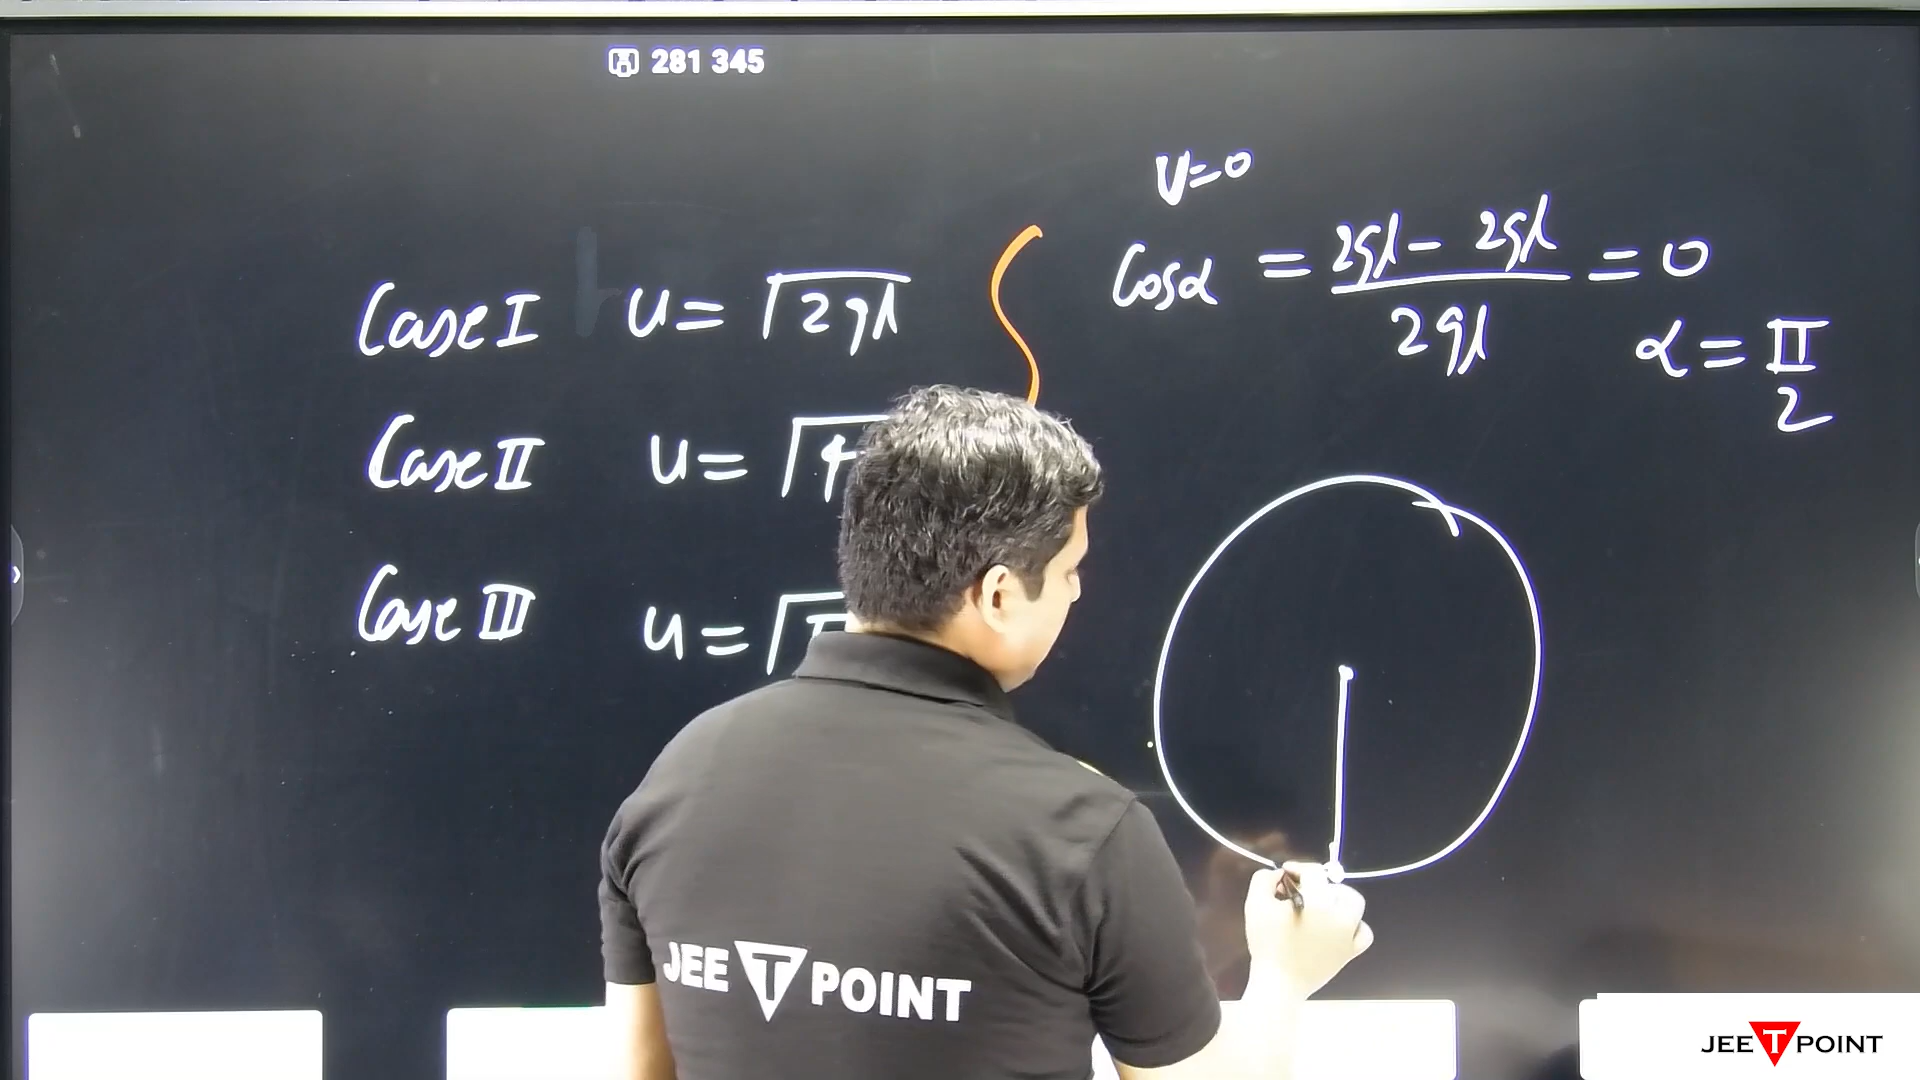 281 345
V=0
Cosα = 2gl - 2gl / 2gl = 0
α = π/2
Case I u = √2gl
Case II u = √4
Case III u = √
JEE T POINT
JEE T POINT